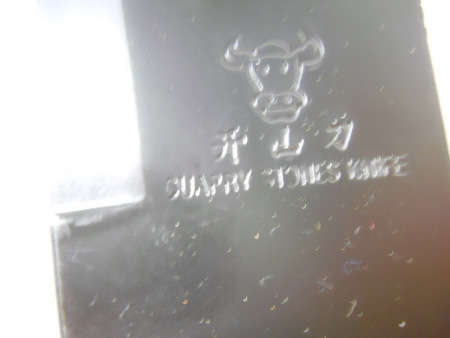 开山刀
QUARRY STONES KNIFE